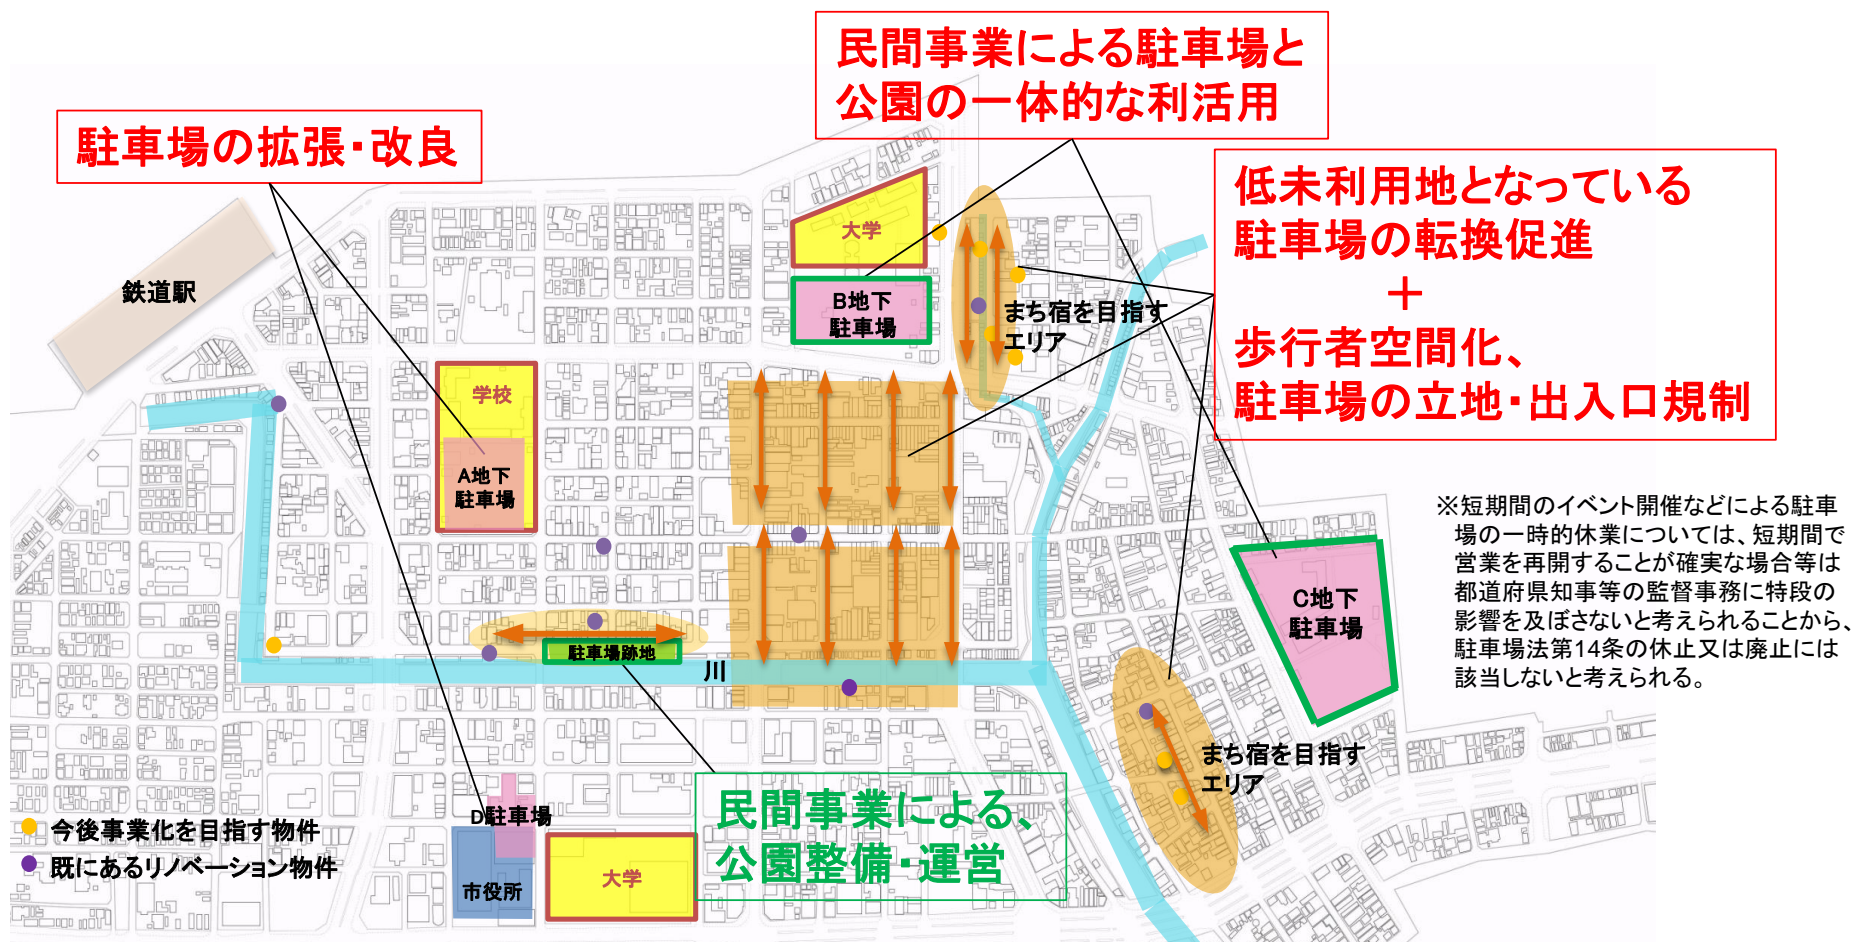 民間事業による駐車場と
公園の一体的な利活用
駐車場の拡張・改良
低未利用地となっている
駐車場の転換促進
＋
歩行者空間化、
駐車場の立地・出入口規制
大学
鉄道駅
B地下
駐車場
まち宿を目指す
エリア
学校
A地下
駐車場
※短期間のイベント開催などによる駐車
場の一時的休業については、短期間で
営業を再開することが確実な場合等は
都道府県知事等の監督事務に特段の
影響を及ぼさないと考えられることから、
駐車場法第14条の休止又は廃止には
該当しないと考えられる。
C地下
駐車場
駐車場跡地
川
まち宿を目指す
エリア
民間事業による、
公園整備・運営
D駐車場
今後事業化を目指す物件
既にあるリノベーション物件
市役所
大学